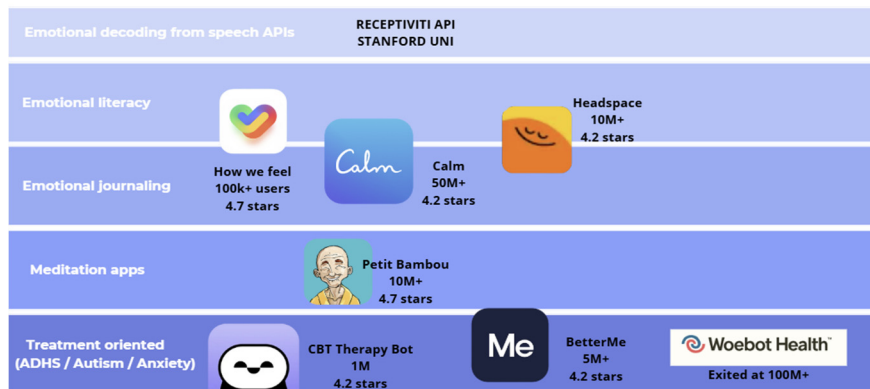 Emotional decoding from speech APIs
RECEPTIVITI API
STANFORD UNI
Emotional literacy
Headspace
10M+
4.2 stars
Emotional journaling
How we feel
100k+ users
4.7 stars
Calm
Calm
50M+
4.2 stars
Meditation apps
Petit Bambou
10M+
4.7 stars
Treatment oriented
(ADHS / Autism / Anxiety)
CBT Therapy Bot
1M
4.2 stars
Me
BetterMe
5M+
4.2 stars
Woebot Health™
Exited at 100M+